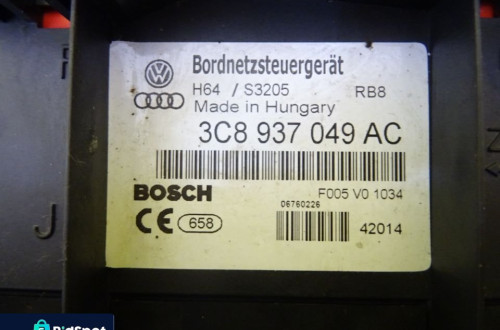 Bordnetzsteuergerät
H64 / S3205 RB8
Made in Hungary
3C8 937 049 AC
BOSCH F005 V0 1034
06760226
CE 658 42014
J
BidSpot